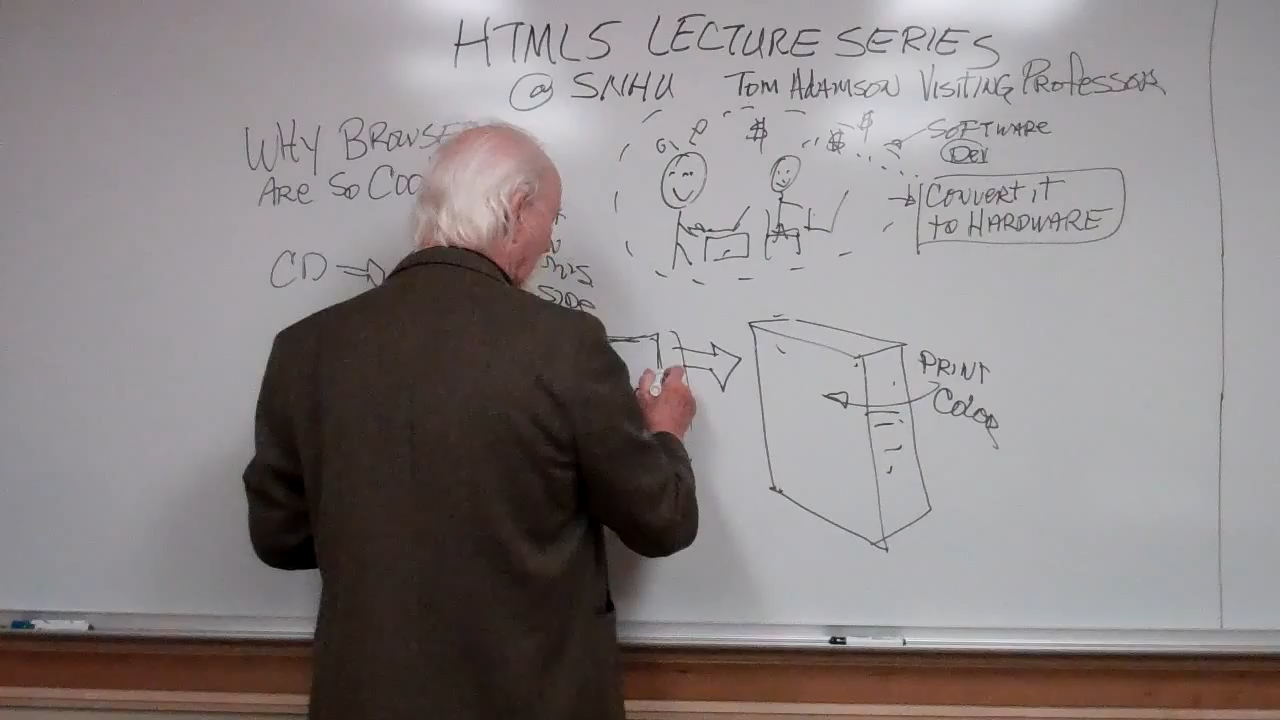 HTML5 LECTURE SERIES
@ SNHU TOM ADAMSON VISITING PROFESSOR
WHY BROWSE
ARE SO COO
$ $ $
SOFTWARE
Dev
CONVERT IT
to HARDWARE
CD
SIDE
PRINT
COLOR